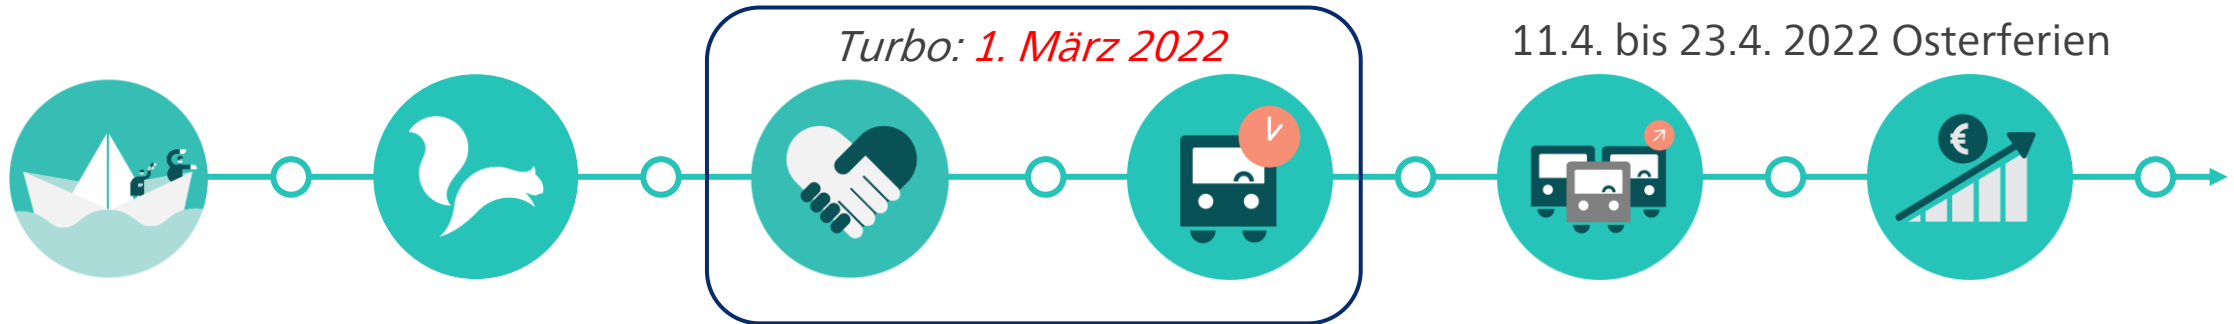 Turbo: 1. März 2022
11.4. bis 23.4. 2022 Osterferien
€